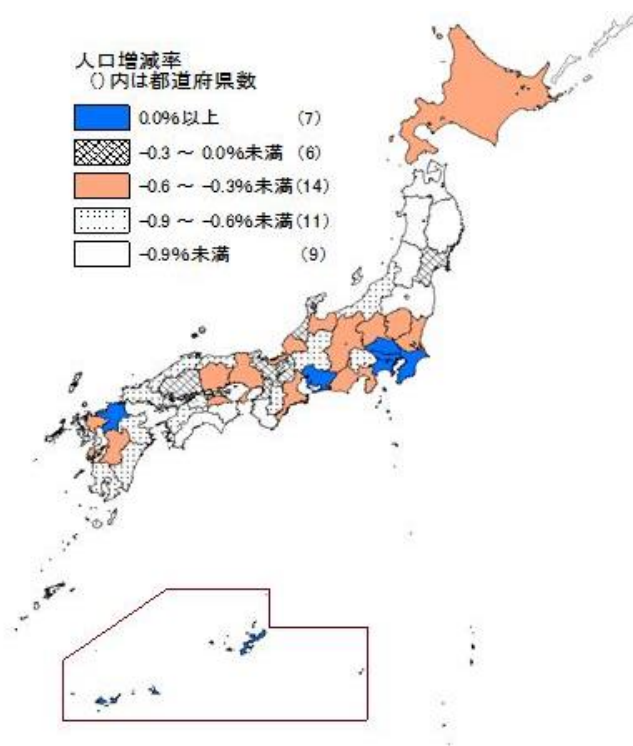 人口増減率
()内は都道府県数
0.0%以上 (7)
-0.3 ～ 0.0%未満 (6)
-0.6 ～ -0.3%未満(14)
-0.9 ～ -0.6%未満(11)
-0.9%未満 (9)